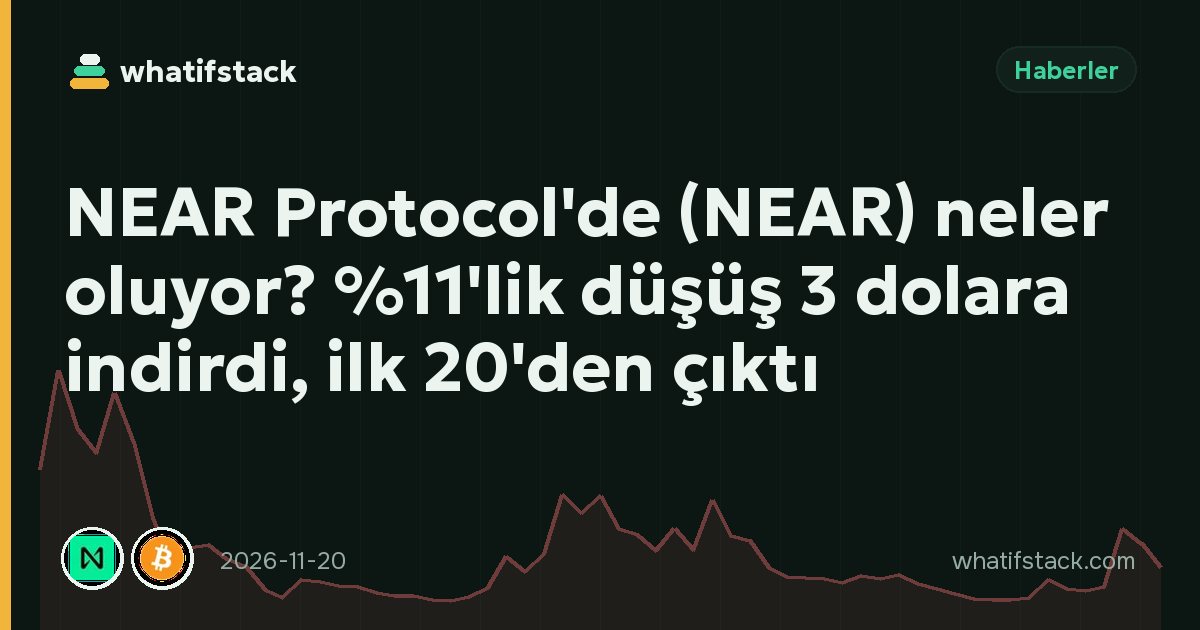 whatifstack
Haberler
NEAR Protocol'de (NEAR) neler
oluyor? %11'lik düşüş 3 dolara
indirdi, ilk 20'den çıktı
2026-11-20
whatifstack.com